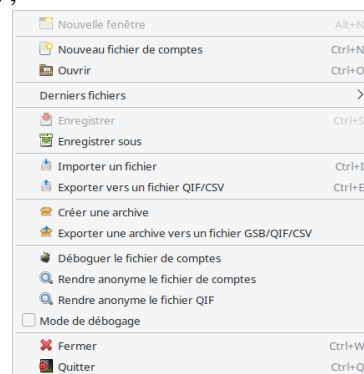 Nouvelle fenêtre Alt+N
Nouveau fichier de comptes Ctrl+N
Ouvrir Ctrl+O
Derniers fichiers
Enregistrer Ctrl+S
Enregistrer sous
Importer un fichier Ctrl+I
Exporter vers un fichier QIF/CSV Ctrl+E
Créer une archive
Exporter une archive vers un fichier GSB/QIF/CSV
Déboguer le fichier de comptes
Rendre anonyme le fichier de comptes
Rendre anonyme le fichier QIF
Mode de débogage
Fermer Ctrl+W
Quitter Ctrl+Q